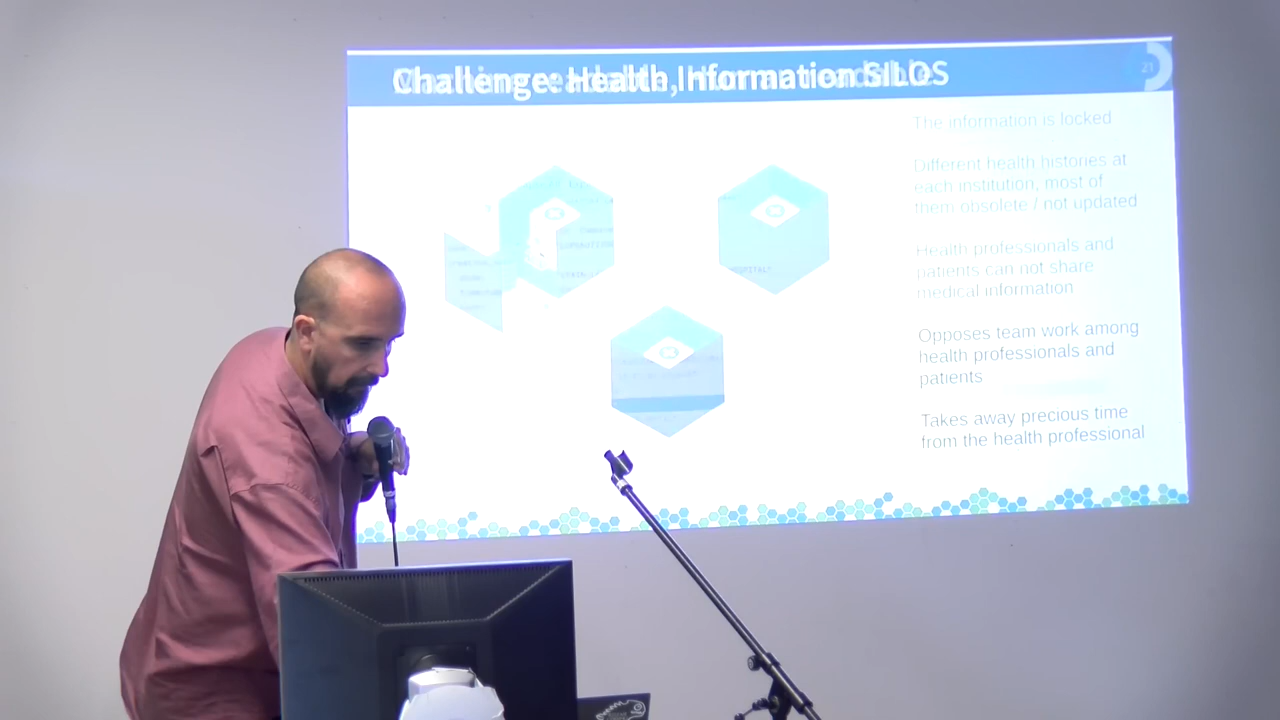 Challenge: Health Information SILOS
21
The information is locked
Different health histories at
each institution, most of
them obsolete / not updated
Health professionals and
patients can not share
medical information
Opposes team work among
health professionals and
patients
Takes away precious time
from the health professional